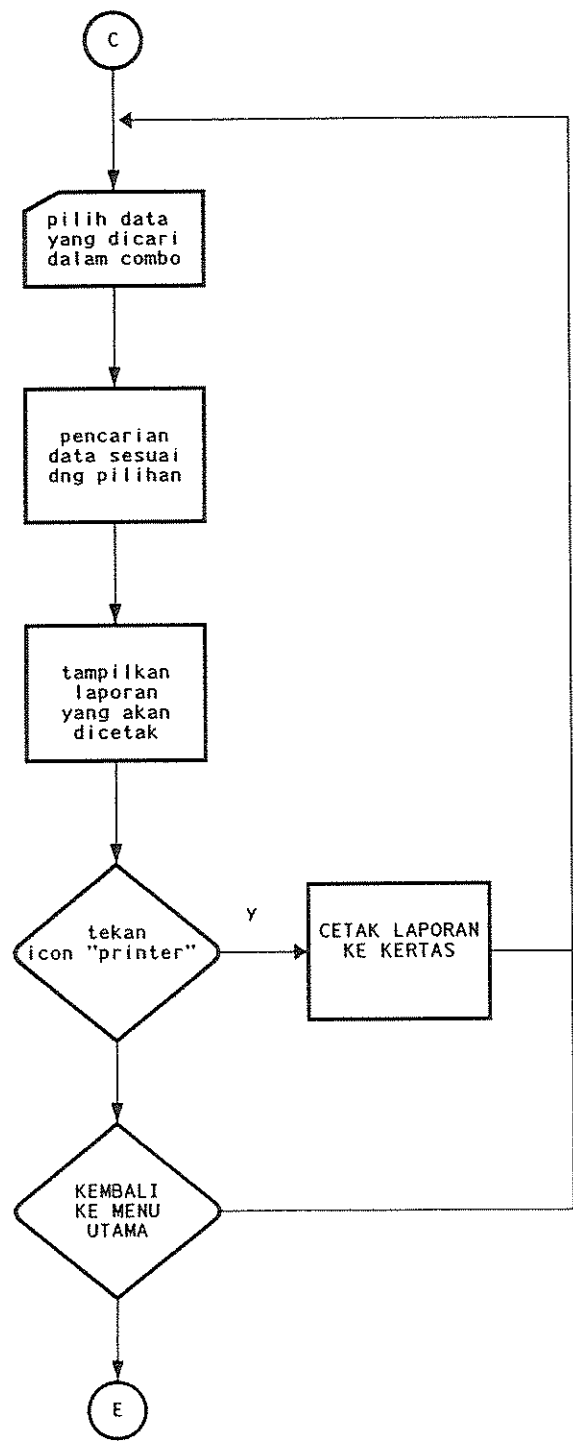 C
pilih data
yang dicari
dalam combo
pencarian
data sesuai
dng pilihan
tampilkan
laporan
yang akan
dicetak
tekan
icon "printer"
y
CETAK LAPORAN
KE KERTAS
KEMBALI
KE MENU
UTAMA
E